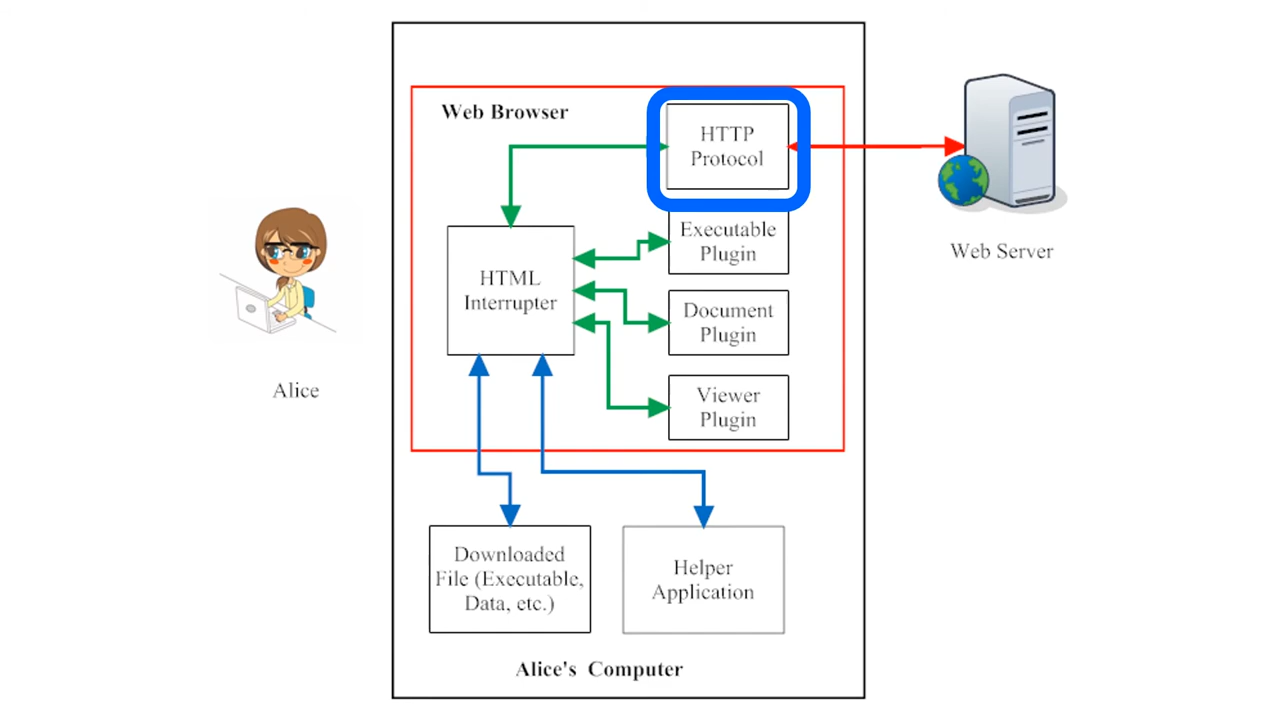 Web Browser
HTTP
Protocol
Executable
Plugin
HTML
Interrupter
Document
Plugin
Viewer
Plugin
Web Server
Alice
Downloaded
File (Executable,
Data, etc.)
Helper
Application
Alice's Computer